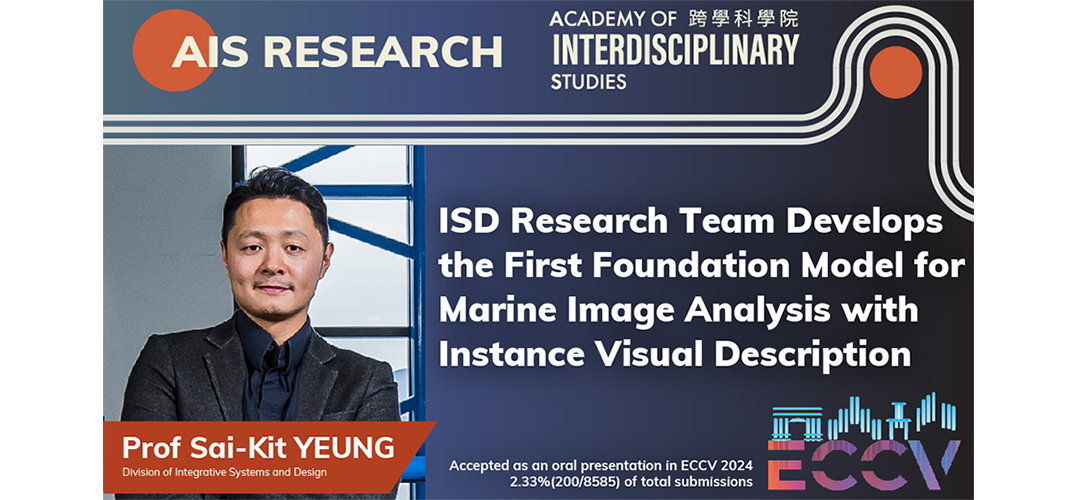 AIS RESEARCH
ACADEMY OF 跨學科學院
INTERDISCIPLINARY
STUDIES
ISD Research Team Develops
the First Foundation Model for
Marine Image Analysis with
Instance Visual Description
Prof Sai-Kit YEUNG
Division of Integrative Systems and Design
Accepted as an oral presentation in ECCV 2024
2.33%(200/8585) of total submissions
ECCV